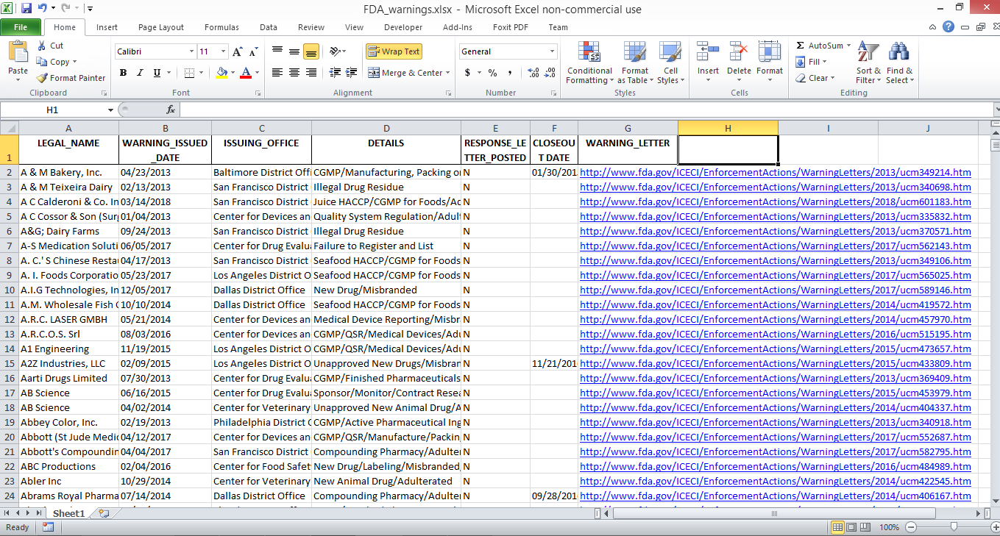 FDA_warnings.xlsx - Microsoft Excel non-commercial use
File Home Insert Page Layout Formulas Data Review View Developer Add-Ins Foxit PDF Team
Paste Cut Copy Format Painter Clipboard
Calibri 11 B I U Font
Wrap Text Merge & Center Alignment
General $ % , Number
Conditional Formatting Format as Table Cell Styles Styles
Insert Delete Format Cells
AutoSum Fill Clear Sort & Filter Find & Select Editing
H1 fx
A B C D E F G H I J
1 LEGAL_NAME WARNING_ISSUED_DATE ISSUING_OFFICE DETAILS RESPONSE_LETTER_POSTED CLOSEOUT DATE WARNING_LETTER
2 A & M Bakery, Inc. 04/23/2013 Baltimore District Offi CGMP/Manufacturing, Packing or N 01/30/201 http://www.fda.gov/ICECI/EnforcementActions/WarningLetters/2013/ucm349214.htm
3 A & M Teixeira Dairy 02/13/2013 San Francisco District Illegal Drug Residue N http://www.fda.gov/ICECI/EnforcementActions/WarningLetters/2013/ucm340698.htm
4 A C Calderoni & Co. In 03/14/2018 San Francisco District Juice HACCP/CGMP for Foods/Ad N http://www.fda.gov/ICECI/EnforcementActions/WarningLetters/2018/ucm601183.htm
5 A C Cossor & Son (Surg 01/04/2013 Center for Devices an Quality System Regulation/Adult N http://www.fda.gov/ICECI/EnforcementActions/WarningLetters/2013/ucm335832.htm
6 A&G; Dairy Farms 09/24/2013 San Francisco District Illegal Drug Residue N http://www.fda.gov/ICECI/EnforcementActions/WarningLetters/2013/ucm370571.htm
7 A-S Medication Soluti 06/05/2017 Center for Drug Evalua Failure to Register and List N http://www.fda.gov/ICECI/EnforcementActions/WarningLetters/2017/ucm562143.htm
8 A. C.' S Chinese Restau 04/17/2013 San Francisco District Seafood HACCP/CGMP for Foods N http://www.fda.gov/ICECI/EnforcementActions/WarningLetters/2013/ucm349106.htm
9 A. I. Foods Corporatio 05/23/2017 Los Angeles District O Seafood HACCP/CGMP for Foods N http://www.fda.gov/ICECI/EnforcementActions/WarningLetters/2017/ucm565025.htm
10 A.I.G Technologies, In 12/05/2017 Dallas District Office New Drug/Misbranded N http://www.fda.gov/ICECI/EnforcementActions/WarningLetters/2017/ucm589146.htm
11 A.M. Wholesale Fish C 10/10/2014 Dallas District Office Seafood HACCP/CGMP for Foods N http://www.fda.gov/ICECI/EnforcementActions/WarningLetters/2014/ucm419572.htm
12 A.R.C. LASER GMBH 05/21/2014 Center for Devices an Medical Device Reporting/Misbr N http://www.fda.gov/ICECI/EnforcementActions/WarningLetters/2014/ucm457970.htm
13 A.R.C.O.S. Srl 08/03/2016 Center for Devices an CGMP/QSR/Medical Devices/Adu N http://www.fda.gov/ICECI/EnforcementActions/WarningLetters/2016/ucm515195.htm
14 A1 Engineering 11/19/2015 Los Angeles District O CGMP/QSR/Medical Devices/Adu N http://www.fda.gov/ICECI/EnforcementActions/WarningLetters/2015/ucm473657.htm
15 A2Z Industries, LLC 02/09/2015 Los Angeles District O Unapproved New Drugs/Misbran N 11/21/201 http://www.fda.gov/ICECI/EnforcementActions/WarningLetters/2015/ucm433809.htm
16 Aarti Drugs Limited 07/30/2013 Center for Drug Evalua CGMP/Finished Pharmaceuticals N http://www.fda.gov/ICECI/EnforcementActions/WarningLetters/2013/ucm369409.htm
17 AB Science 06/16/2015 Center for Drug Evalua Sponsor/Monitor/Contract Resea N http://www.fda.gov/ICECI/EnforcementActions/WarningLetters/2015/ucm453979.htm
18 AB Science 04/02/2014 Center for Veterinary Unapproved New Animal Drug/A N http://www.fda.gov/ICECI/EnforcementActions/WarningLetters/2014/ucm404337.htm
19 Abbey Color, Inc. 02/19/2013 Philadelphia District C CGMP/Active Pharmaceutical Ing N http://www.fda.gov/ICECI/EnforcementActions/WarningLetters/2013/ucm340918.htm
20 Abbott (St Jude Medic 04/12/2017 Center for Devices an CGMP/QSR/Manufacture/Packin N http://www.fda.gov/ICECI/EnforcementActions/WarningLetters/2017/ucm552687.htm
21 Abbott's Compoundin 04/04/2017 San Francisco District Compounding Pharmacy/Adulter N http://www.fda.gov/ICECI/EnforcementActions/WarningLetters/2017/ucm582795.htm
22 ABC Productions 02/04/2016 Center for Food Safet New Drug/Labeling/Misbranded N http://www.fda.gov/ICECI/EnforcementActions/WarningLetters/2016/ucm484989.htm
23 Abler Inc 10/29/2014 Center for Veterinary New Animal Drug/Adulterated N http://www.fda.gov/ICECI/EnforcementActions/WarningLetters/2014/ucm422545.htm
24 Abrams Royal Pharma 07/14/2014 Dallas District Office Compounding Pharmacy/Adulter N 09/28/201 http://www.fda.gov/ICECI/EnforcementActions/WarningLetters/2014/ucm406167.htm
Sheet1
Ready 100%